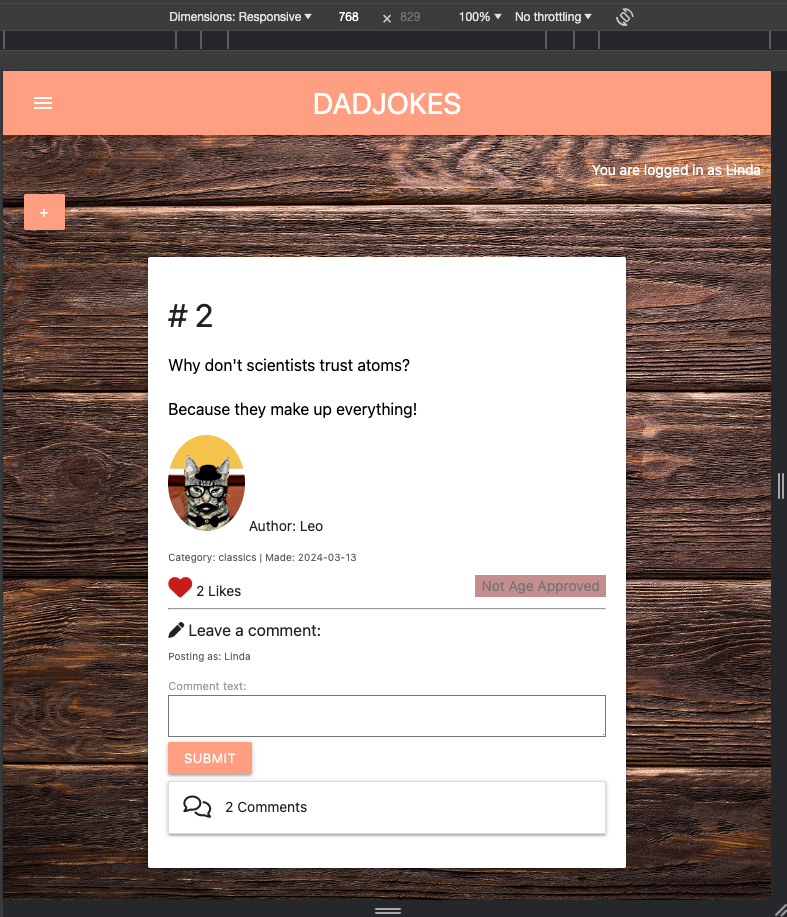 Dimensions: Responsive 768 × 829 100% No throttling
DADJOKES
You are logged in as Linda
+
# 2
Why don't scientists trust atoms?
Because they make up everything!
Author: Leo
Category: classics | Made: 2024-03-13
2 Likes
Not Age Approved
Leave a comment:
Posting as: Linda
Comment text:
SUBMIT
2 Comments